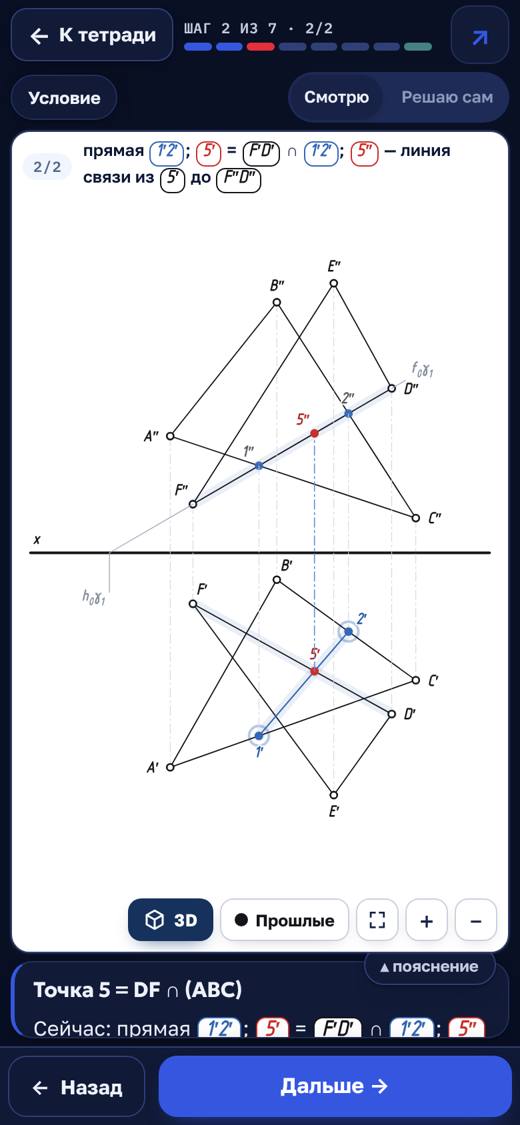 ← К тетради
ШАГ 2 ИЗ 7 · 2/2
Условие
Смотрю
Решаю сам
2/2
прямая 1'2'; 5' = F'D' ∩ 1'2'; 5" — линия
связи из 5' до F"D"
E"
B"
f₀γ₁
D"
2"
5"
A"
1"
F"
C"
x
B'
F'
h₀γ₁
2'
5'
C'
D'
1'
A'
E'
3D
Прошлые
+
−
▴ пояснение
Точка 5 = DF ∩ (ABC)
Сейчас: прямая 1'2'; 5' = F'D' ∩ 1'2'; 5"
← Назад
Дальше →